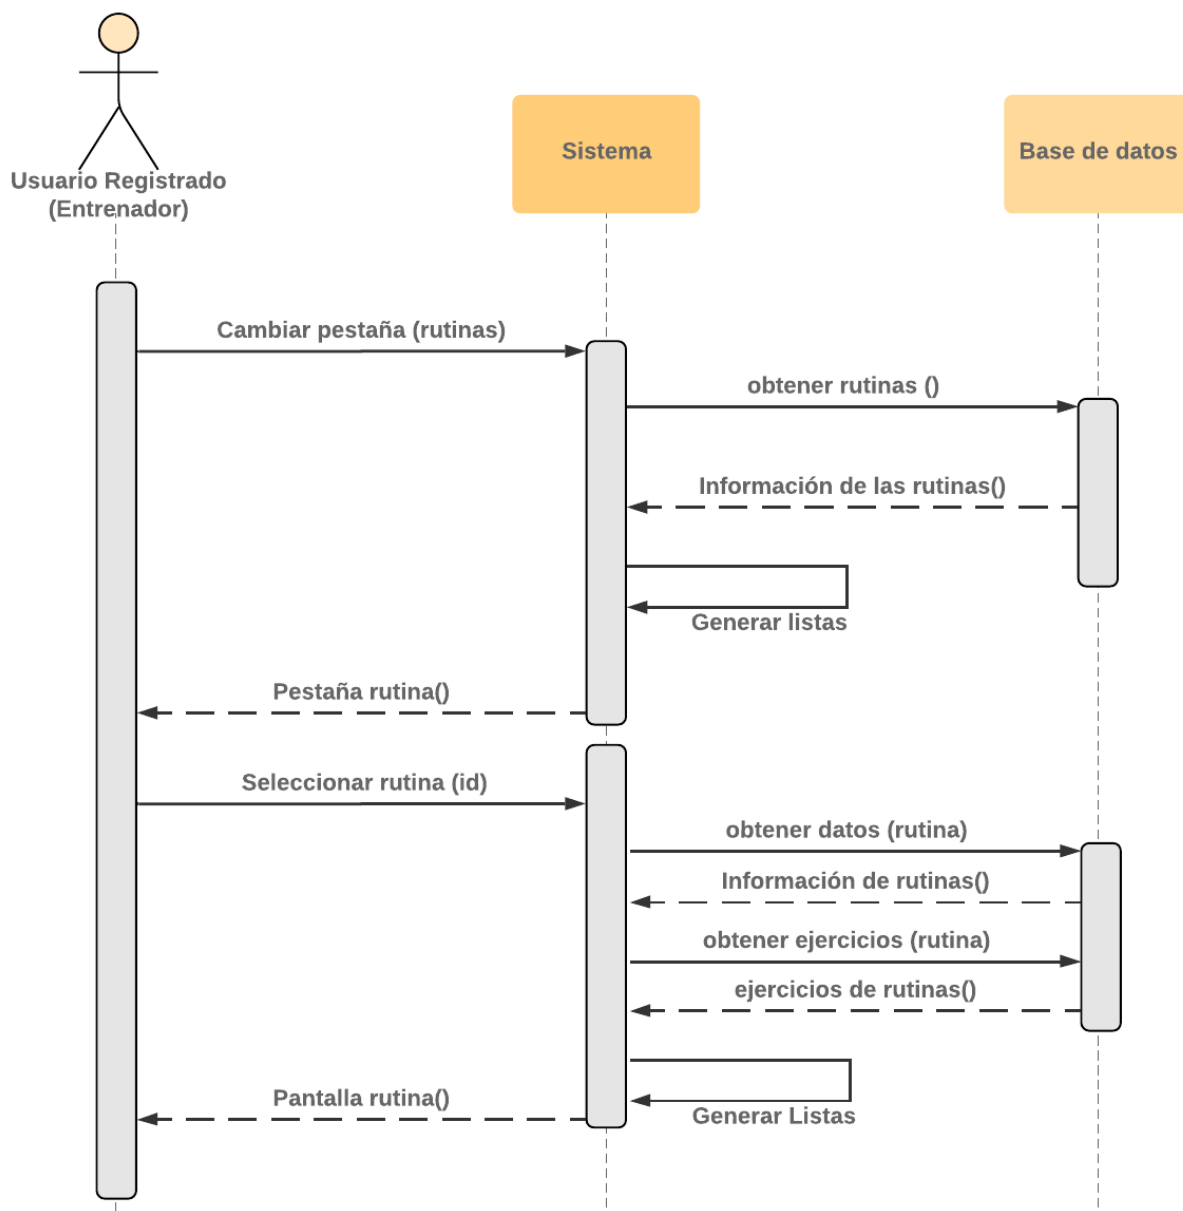 Usuario Registrado
(Entrenador)
Sistema
Base de datos
Cambiar pestaña (rutinas)
obtener rutinas ()
Información de las rutinas()
Generar listas
Pestaña rutina()
Seleccionar rutina (id)
obtener datos (rutina)
Información de rutinas()
obtener ejercicios (rutina)
ejercicios de rutinas()
Pantalla rutina()
Generar Listas